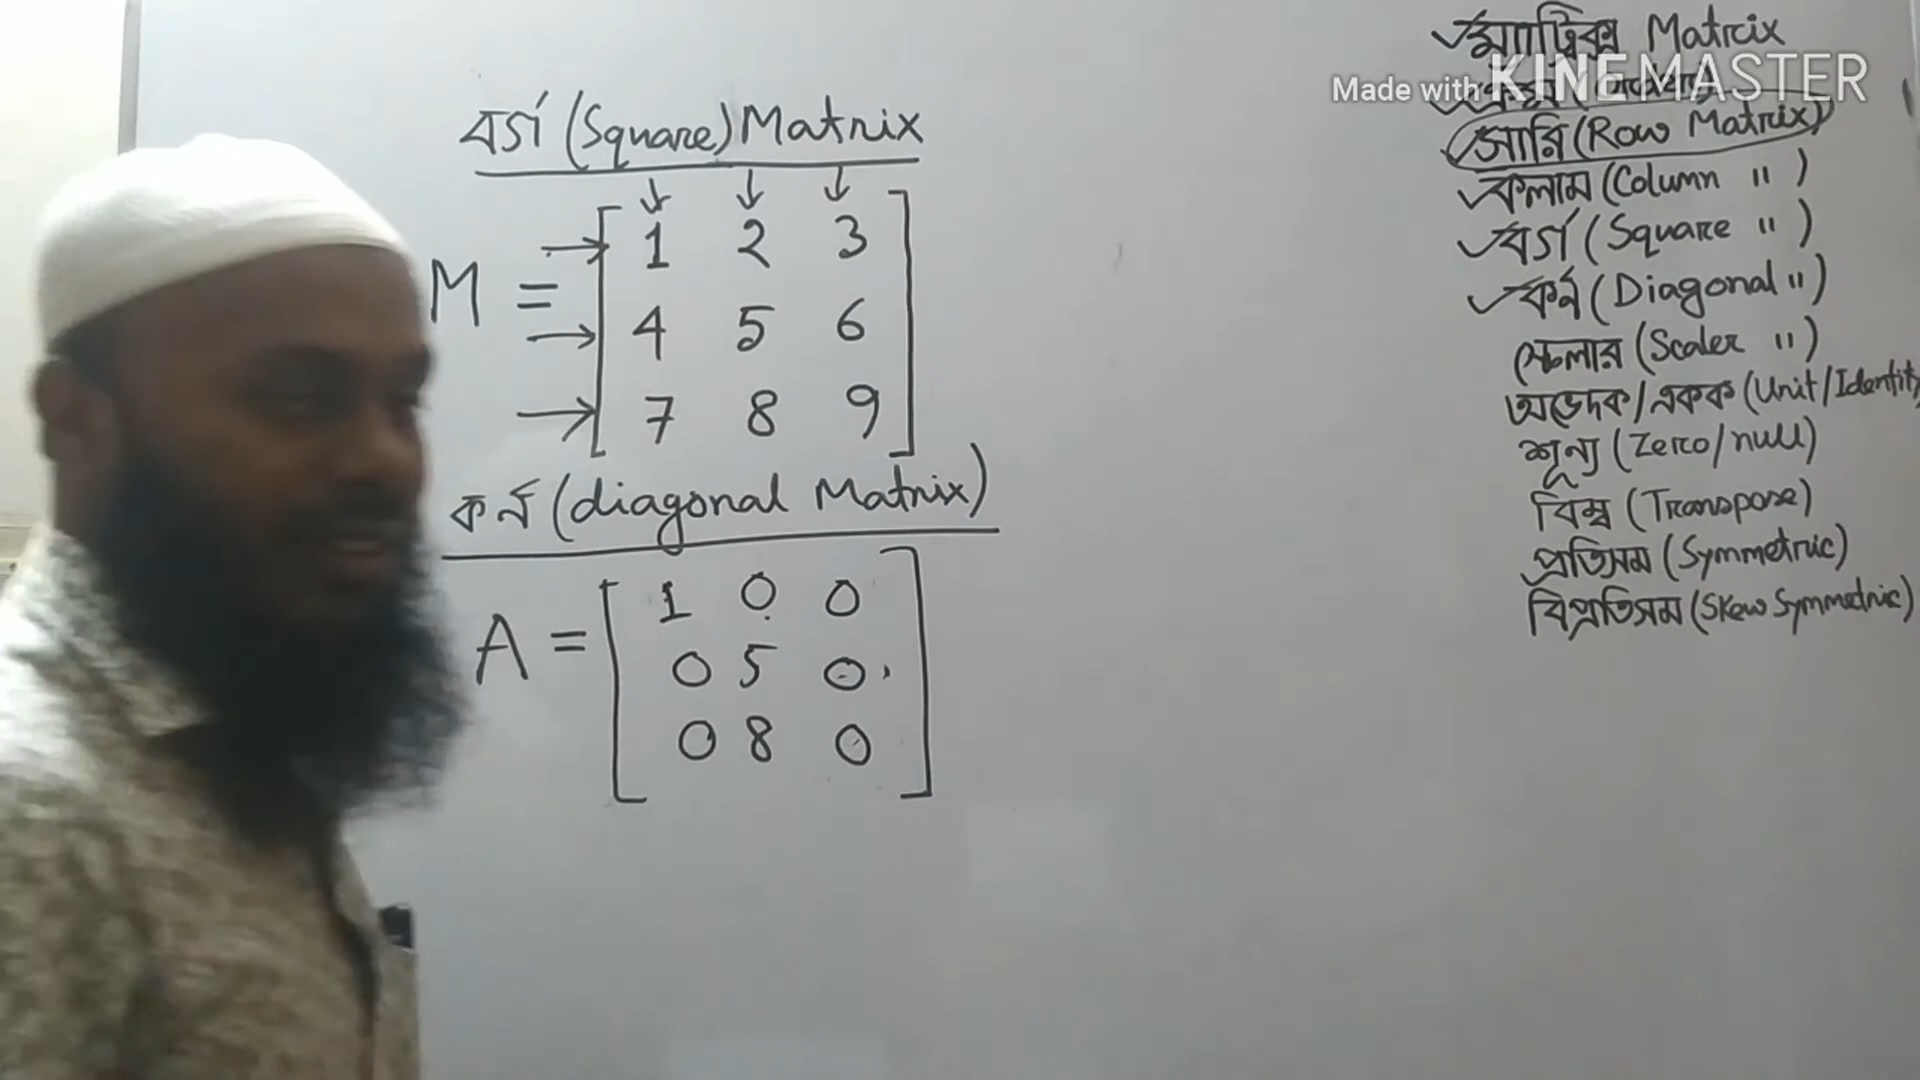 বর্গ (Square) Matrix
M = [1 2 3
4 5 6
7 8 9]
কর্ন (diagonal Matrix)
A = [1 0 0
0 5 0
0 8 0]
ম্যাট্রিক্স Matrix
Made with KINEMASTER
সারি (Row Matrix)
কলাম (Column " )
বর্গ (Square " )
কর্ন (Diagonal ")
স্কেলার (Scaler ")
অভেদক/একক (Unit/Identity
শূন্য (Zero/null)
বিম্ব (Transpose)
প্রতিসম (Symmetric)
বিপ্রতিসম (Skew Symmetric)